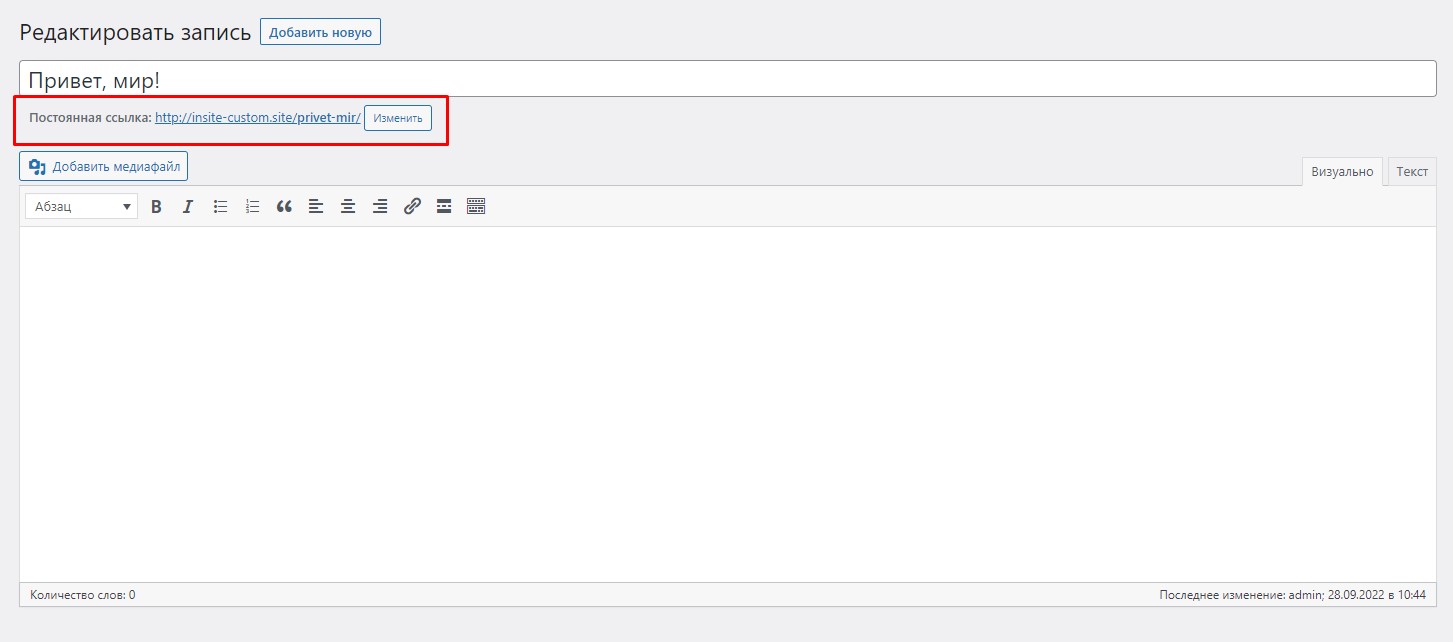 Редактировать запись Добавить новую
Привет, мир!
Постоянная ссылка: http://insite-custom.site/privet-mir/ Изменить
Добавить медиафайл
Визуально Текст
Абзац B I
Количество слов: 0 Последнее изменение: admin; 28.09.2022 в 10:44